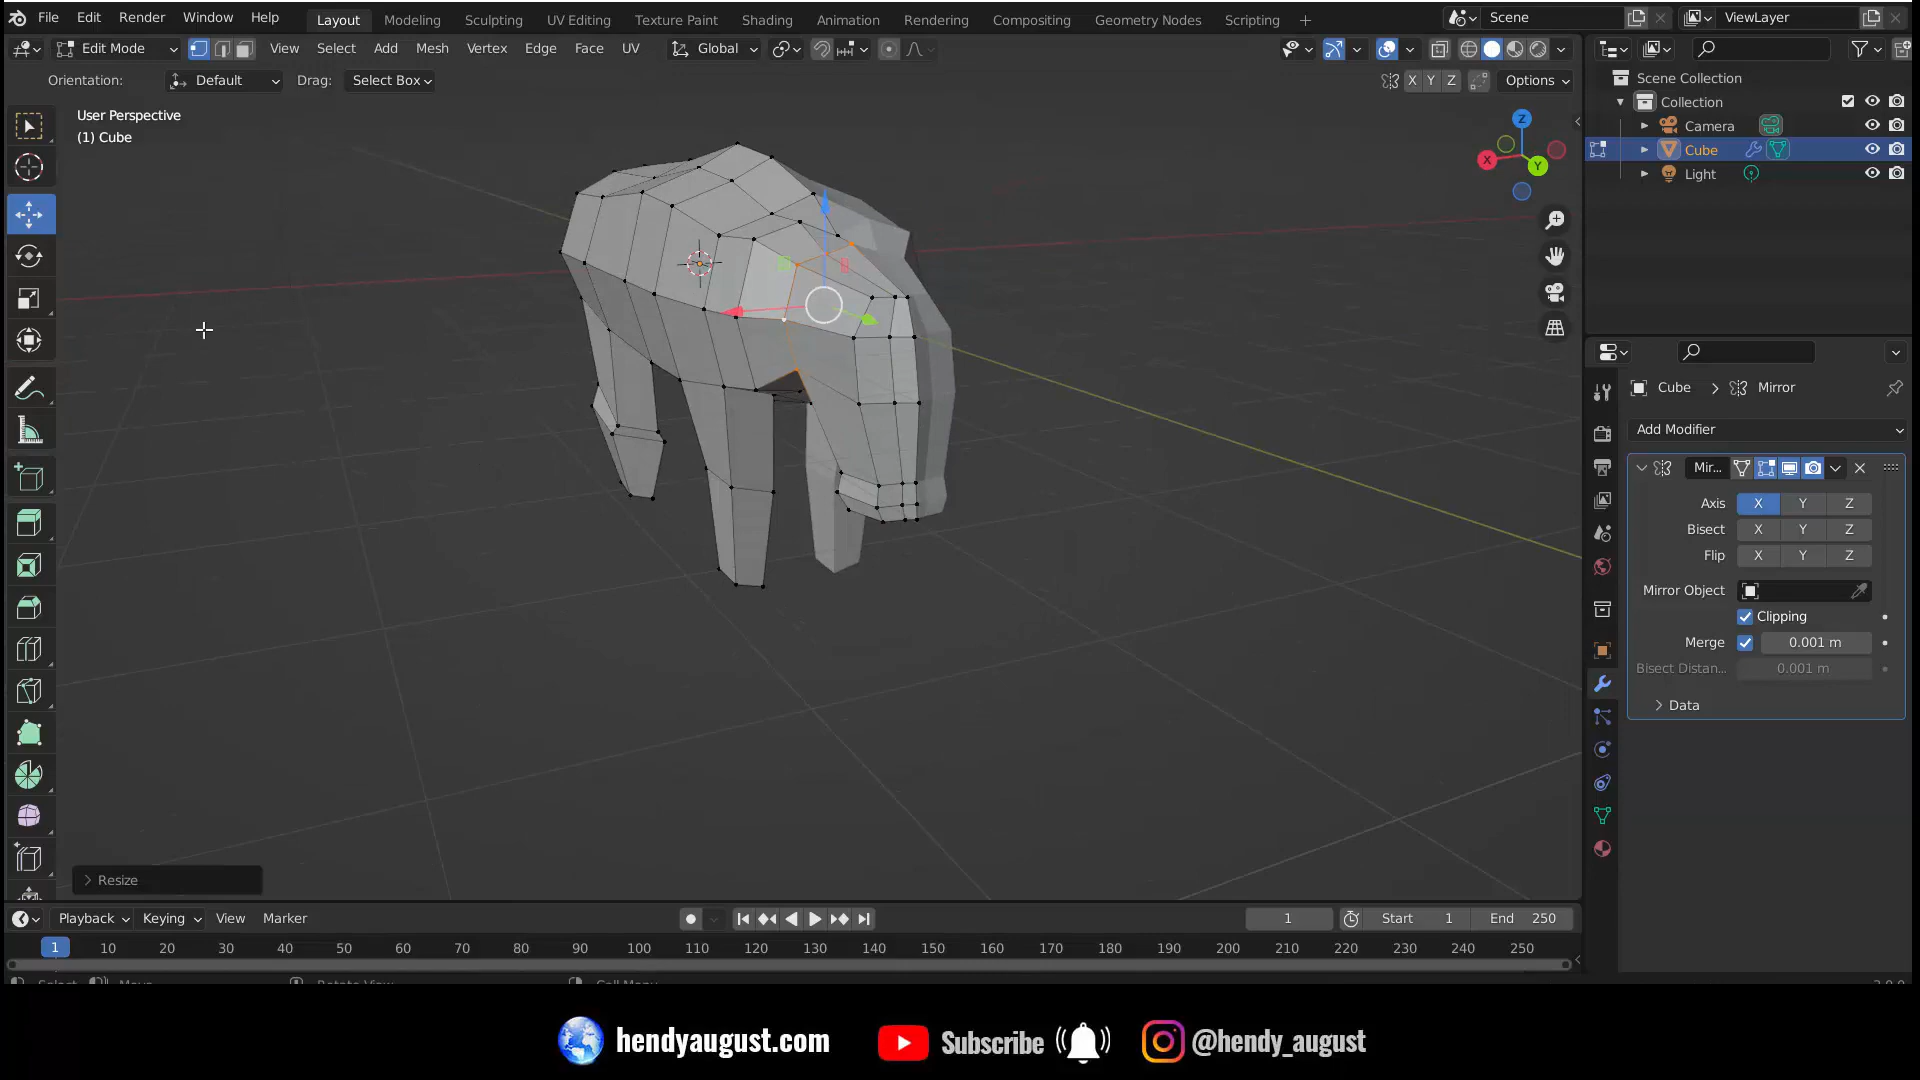 File Edit Render Window Help Layout Modeling Sculpting UV Editing Texture Paint Shading Animation Rendering Compositing Geometry Nodes Scripting + Scene ViewLayer
Edit Mode View Select Add Mesh Vertex Edge Face UV Global
Orientation: Default Drag: Select Box X Y Z Options
User Perspective
(1) Cube
Z
X
Y
Scene Collection
Collection
Camera
Cube
Light
Cube > Mirror
Add Modifier
Mir...
Axis X Y Z
Bisect X Y Z
Flip X Y Z
Mirror Object
Clipping
Merge 0.001 m
Bisect Distan... 0.001 m
Data
Resize
Playback Keying View Marker 1 Start 1 End 250
1 10 20 30 40 50 60 70 80 90 100 110 120 130 140 150 160 170 180 190 200 210 220 230 240 250
hendyaugust.com Subscribe @hendy_august